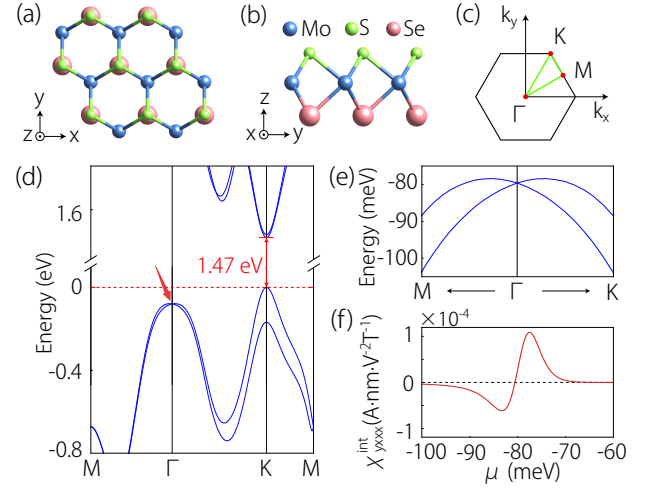 (a)
y
z
x
(b)
Mo
S
Se
z
x
y
(c)
k_y
K
M
Γ
k_x
(d)
Energy (eV)
1.6
0
-0.4
-0.8
1.47 eV
M
Γ
K
M
(e)
Energy (meV)
-80
-90
-100
M
Γ
K
(f)
×10^-4
χ^int_yxxx(A·nm·V^-2T^-1)
1
0
-1
-100
-90
-80
-70
-60
μ (meV)